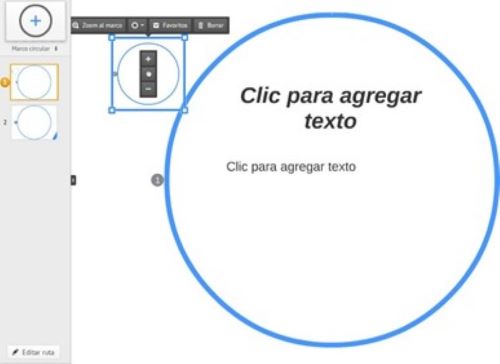 Zoom al marco
Favoritos
Borrar
Marco circular
1
2
Clic para agregar
texto
Clic para agregar texto
1
Editar ruta